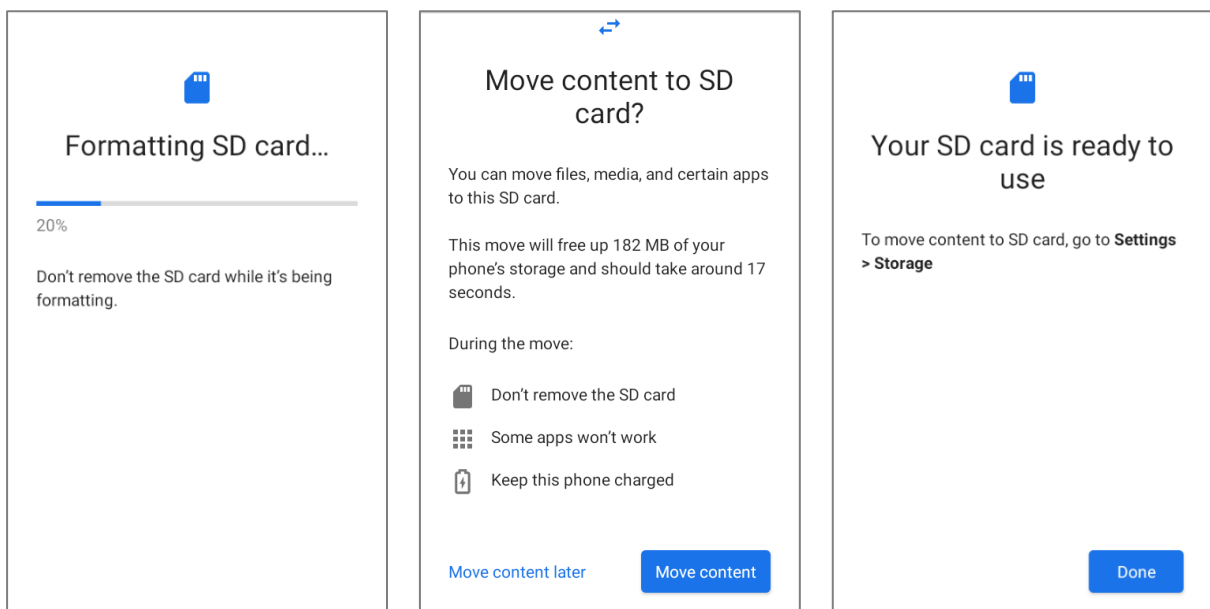 Formatting SD card...
20%
Don't remove the SD card while it's being
formatting.
Move content to SD
card?
You can move files, media, and certain apps
to this SD card.
This move will free up 182 MB of your
phone's storage and should take around 17
seconds.
During the move:
Don't remove the SD card
Some apps won't work
Keep this phone charged
Move content later
Move content
Your SD card is ready to
use
To move content to SD card, go to Settings
> Storage
Done